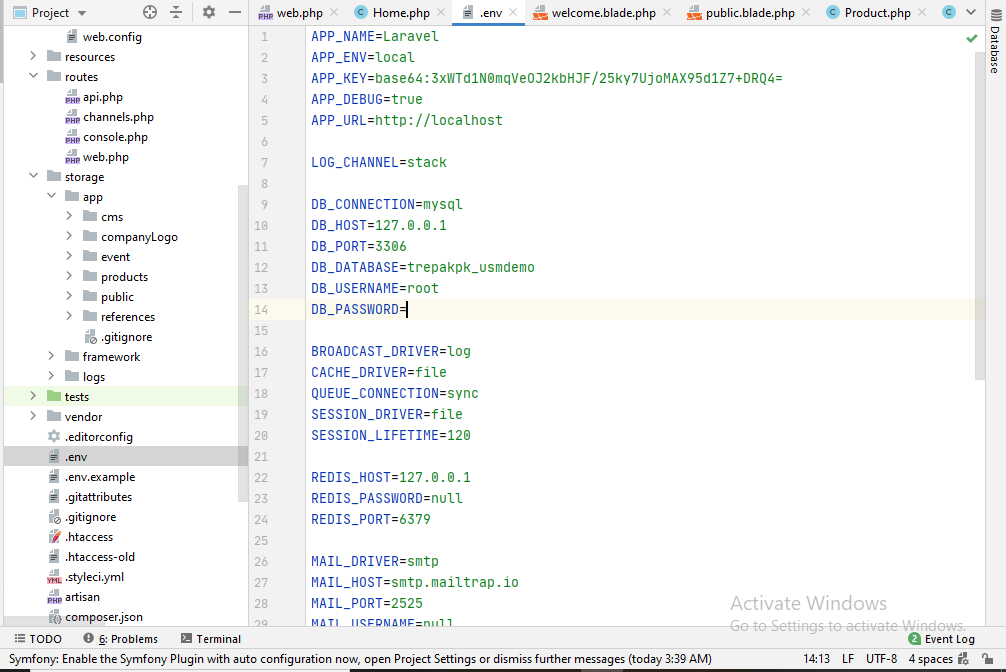 Project
web.php
Home.php
.env
welcome.blade.php
public.blade.php
Product.php
Database
web.config
resources
routes
api.php
channels.php
console.php
web.php
storage
app
cms
companyLogo
event
products
public
references
.gitignore
framework
logs
tests
vendor
.editorconfig
.env
.env.example
.gitattributes
.gitignore
.htaccess
.htaccess-old
.styleci.yml
artisan
composer.json
1 APP_NAME=Laravel
2 APP_ENV=local
3 APP_KEY=base64:3xWTd1N0mqVeOJ2kbHJF/25ky7UjoMAX95d1Z7+DRQ4=
4 APP_DEBUG=true
5 APP_URL=http://localhost
6
7 LOG_CHANNEL=stack
8
9 DB_CONNECTION=mysql
10 DB_HOST=127.0.0.1
11 DB_PORT=3306
12 DB_DATABASE=trepakpk_usmdemo
13 DB_USERNAME=root
14 DB_PASSWORD=
15
16 BROADCAST_DRIVER=log
17 CACHE_DRIVER=file
18 QUEUE_CONNECTION=sync
19 SESSION_DRIVER=file
20 SESSION_LIFETIME=120
21
22 REDIS_HOST=127.0.0.1
23 REDIS_PASSWORD=null
24 REDIS_PORT=6379
25
26 MAIL_DRIVER=smtp
27 MAIL_HOST=smtp.mailtrap.io
28 MAIL_PORT=2525
29 MAIL_USERNAME=null
Activate Windows
Go to Settings to activate Windows.
TODO
6: Problems
Terminal
2 Event Log
Symfony: Enable the Symfony Plugin with auto configuration now, open Project Settings or dismiss further messages (today 3:39 AM)
14:13 LF UTF-8 4 spaces